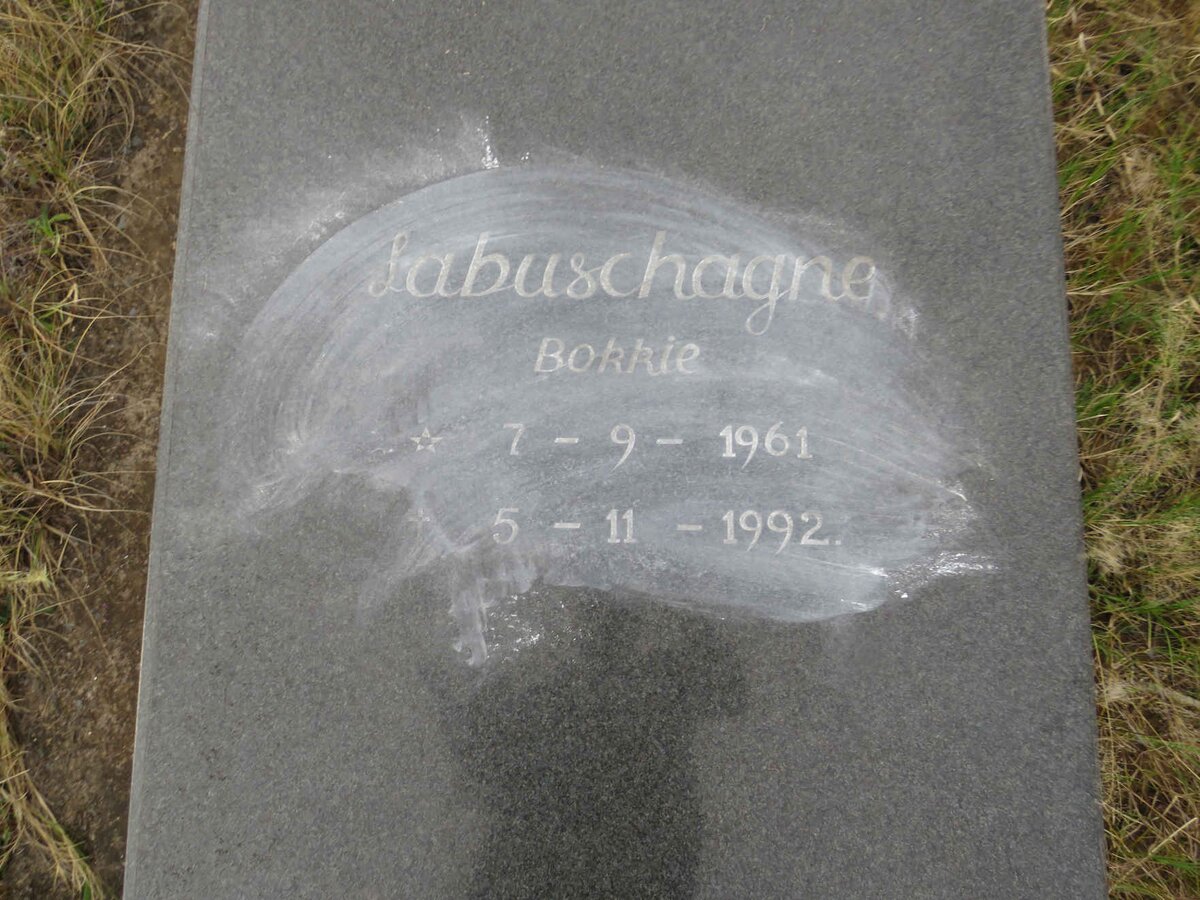 Labuschagne
Bokkie
☆ 7 – 9 – 1961
+ 5 – 11 – 1992.